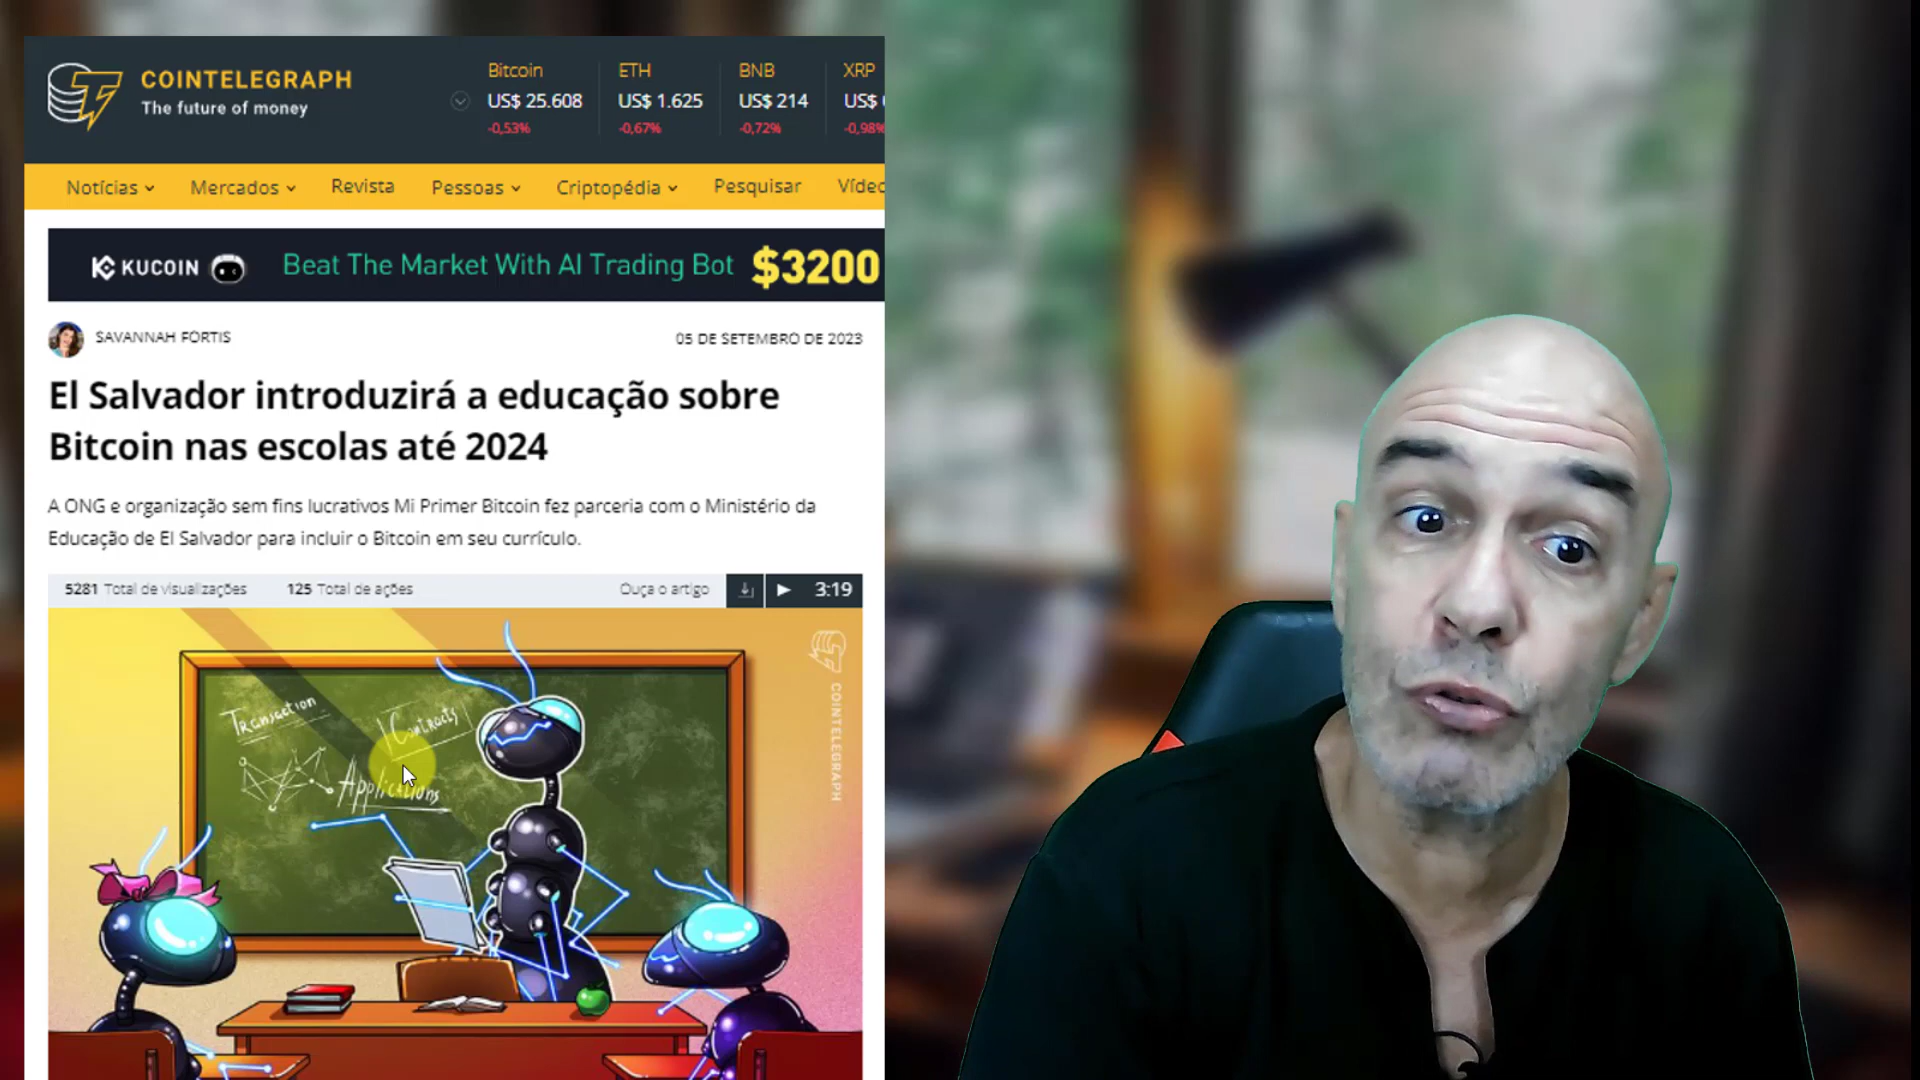 COINTELEGRAPH
The future of money
Bitcoin ETH BNB XRP
US$ 25.608 US$ 1.625 US$ 214 US$
-0,53% -0,67% -0,72% -0,98%
Notícias Mercados Revista Pessoas Criptopédia Pesquisar Vídeo
KUCOIN Beat The Market With AI Trading Bot $3200
SAVANNAH FORTIS 05 DE SETEMBRO DE 2023
El Salvador introduzirá a educação sobre
Bitcoin nas escolas até 2024
A ONG e organização sem fins lucrativos Mi Primer Bitcoin fez parceria com o Ministério da
Educação de El Salvador para incluir o Bitcoin em seu currículo.
5281 Total de visualizações 125 Total de ações Ouça o artigo 3:19
Transaction
Contracts
Applications
COINTELEGRAPH